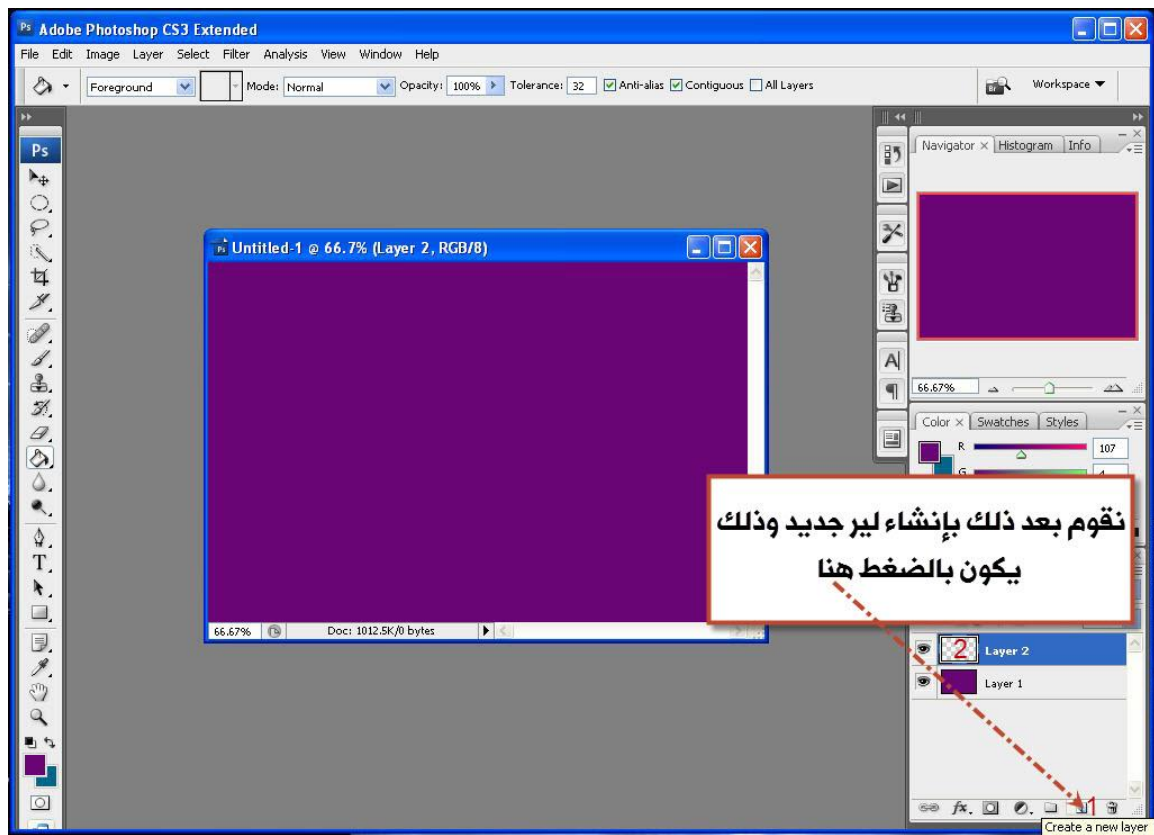 Adobe Photoshop CS3 Extended
File Edit Image Layer Select Filter Analysis View Window Help
Foreground Mode: Normal Opacity: 100% Tolerance: 32 Anti-alias Contiguous All Layers Workspace
Ps
Navigator Histogram Info
Untitled-1 @ 66.7% (Layer 2, RGB/8)
66.67%
Color Swatches Styles
R 107
G 4
نقوم بعد ذلك بإنشاء لير جديد وذلك
يكون بالضغط هنا
66.67% Doc: 1012.5K/0 bytes
2 Layer 2
Layer 1
1
Create a new layer